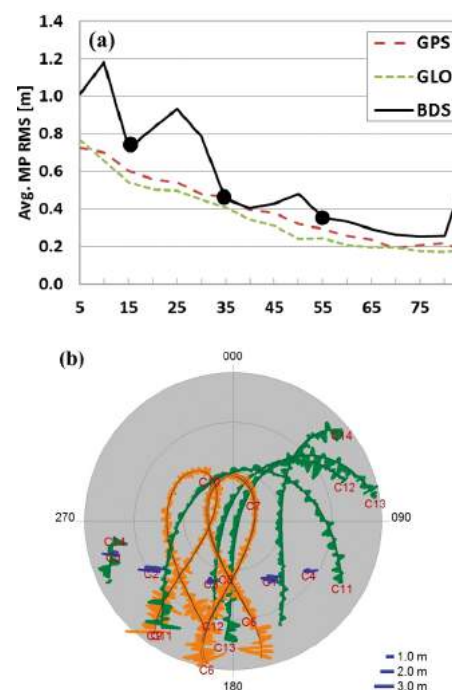 (a)
Avg. MP RMS [m]
1.4
1.2
1.0
0.8
0.6
0.4
0.2
0.0
5 15 25 35 45 55 65 75
GPS
GLO
BDS
(b)
000
270
090
180
C14
C12
C13
C11
C7
C2
C4
C12
C13
C6
1.0 m
2.0 m
3.0 m